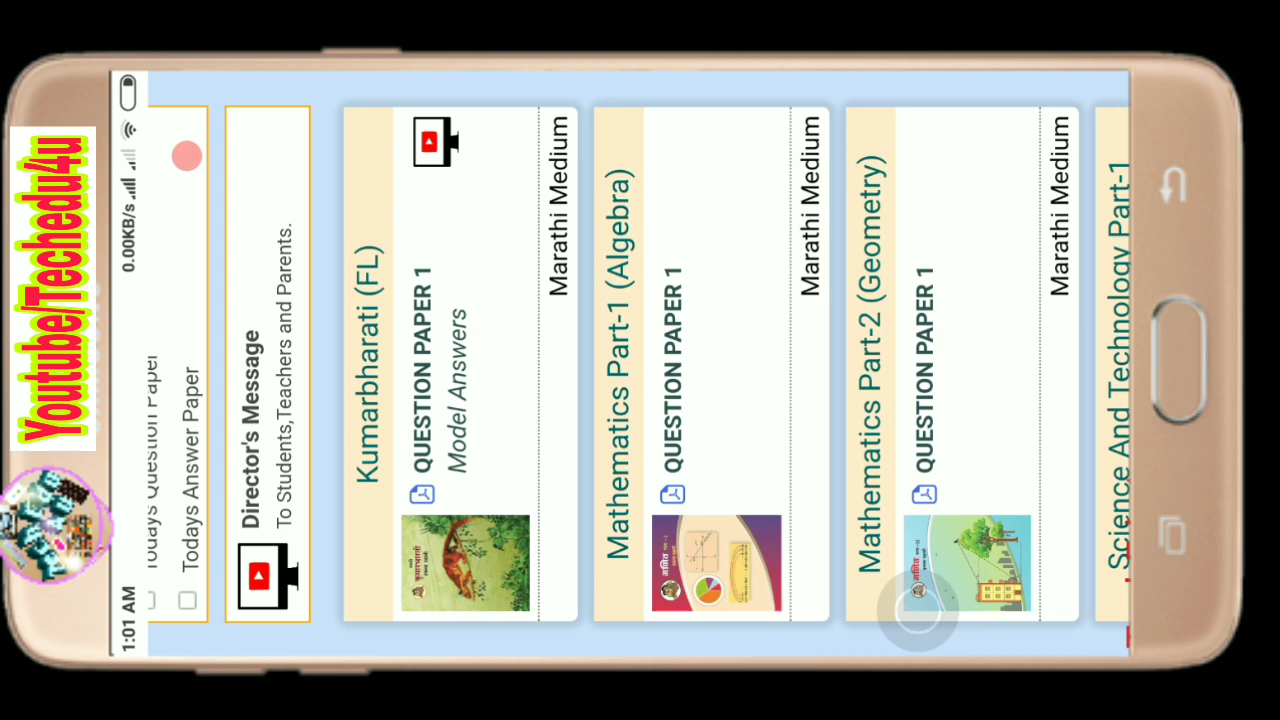 Youtube/Techedu4u
1:01 AM
0.00KB/s
Todays Question Paper
Todays Answer Paper
Director's Message
To Students,Teachers and Parents.
Kumarbharati (FL)
QUESTION PAPER 1
Model Answers
Marathi Medium
Mathematics Part-1 (Algebra)
QUESTION PAPER 1
Marathi Medium
Mathematics Part-2 (Geometry)
QUESTION PAPER 1
Marathi Medium
Science And Technology Part-1